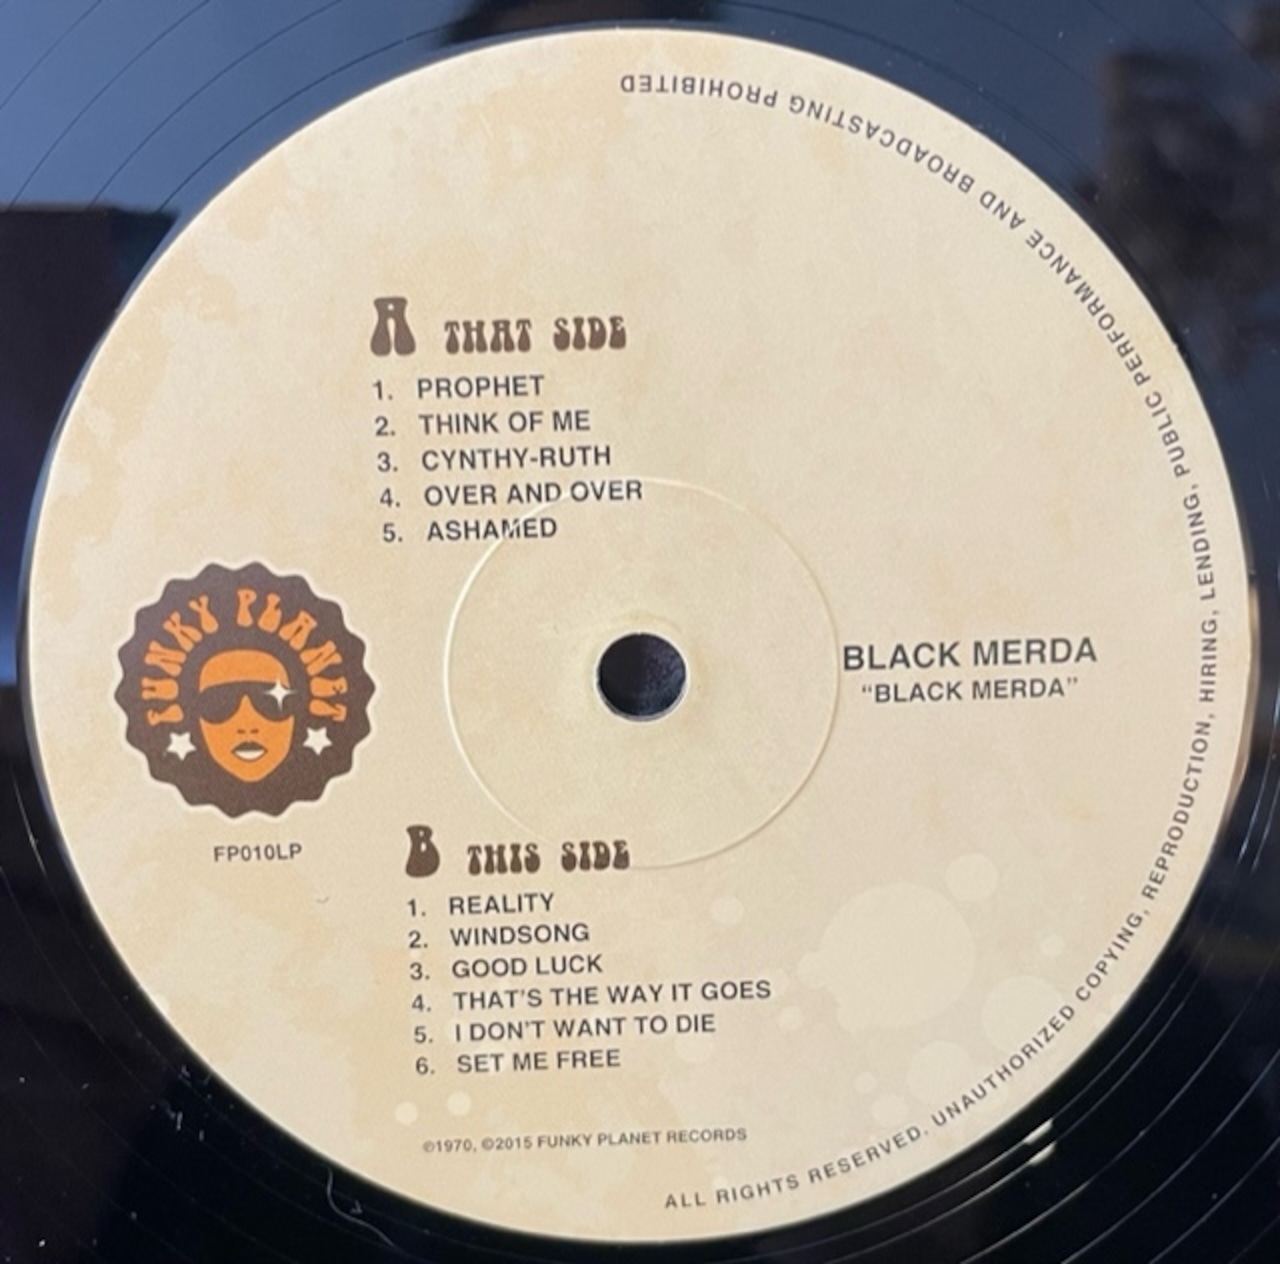 A THAT SIDE
1. PROPHET
2. THINK OF ME
3. CYNTHY-RUTH
4. OVER AND OVER
5. ASHAMED
FUNKY PLANET
FP010LP
BLACK MERDA
“BLACK MERDA”
B THIS SIDE
1. REALITY
2. WINDSONG
3. GOOD LUCK
4. THAT'S THE WAY IT GOES
5. I DON'T WANT TO DIE
6. SET ME FREE
©1970, ©2015 FUNKY PLANET RECORDS
ALL RIGHTS RESERVED. UNAUTHORIZED COPYING, REPRODUCTION, HIRING, LENDING, PUBLIC PERFORMANCE AND BROADCASTING PROHIBITED